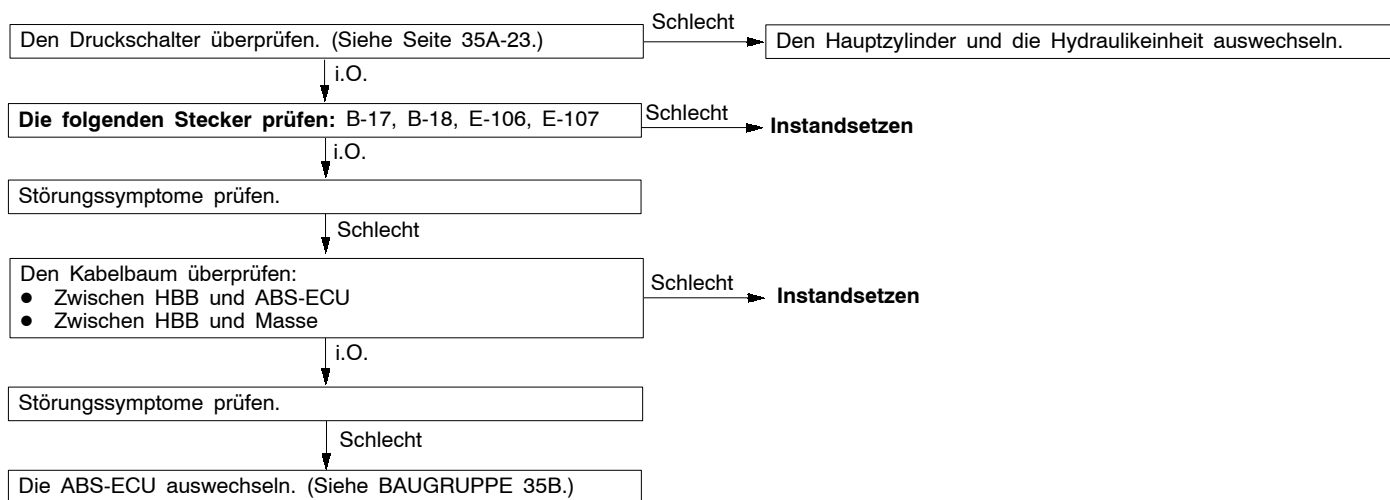 Den Druckschalter überprüfen. (Siehe Seite 35A-23.)
Schlecht
Den Hauptzylinder und die Hydraulikeinheit auswechseln.
i.O.
Die folgenden Stecker prüfen: B-17, B-18, E-106, E-107
Schlecht
Instandsetzen
i.O.
Störungssymptome prüfen.
Schlecht
Den Kabelbaum überprüfen:
● Zwischen HBB und ABS-ECU
● Zwischen HBB und Masse
Schlecht
Instandsetzen
i.O.
Störungssymptome prüfen.
Schlecht
Die ABS-ECU auswechseln. (Siehe BAUGRUPPE 35B.)